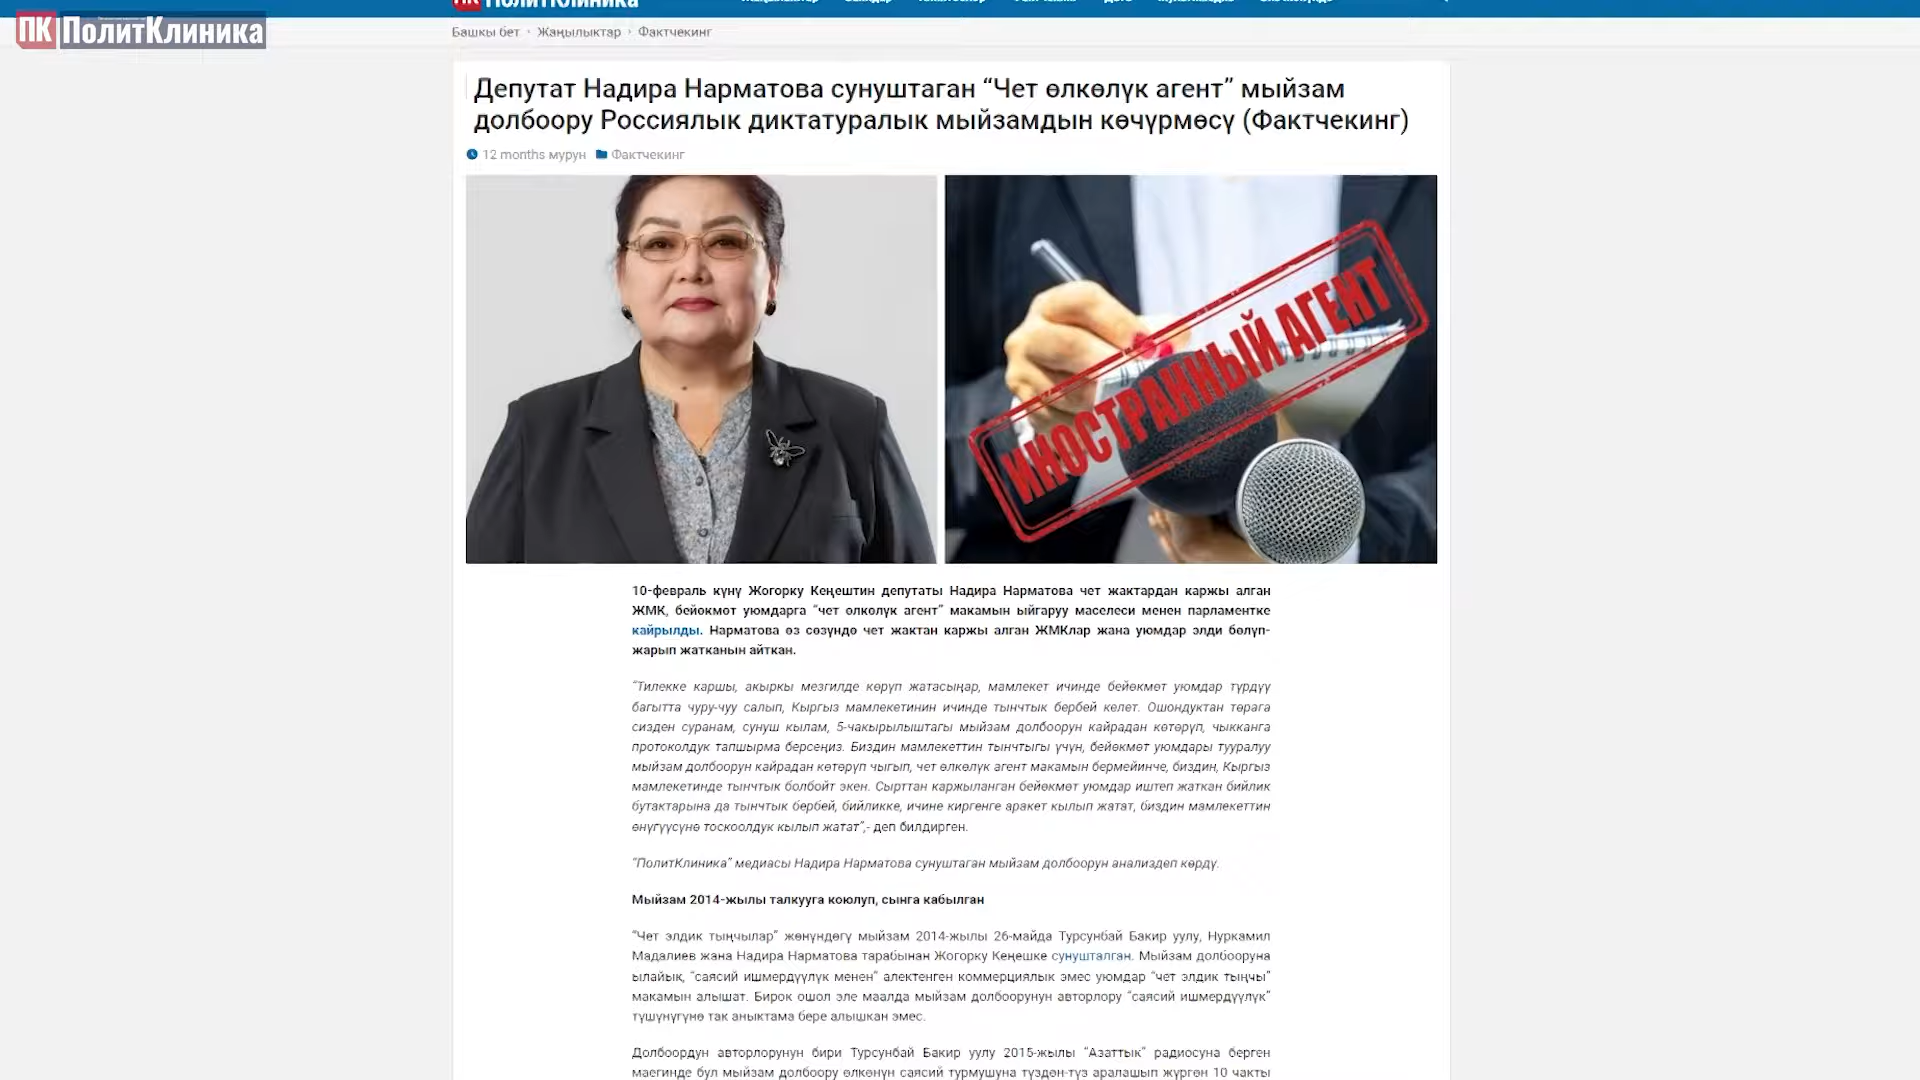 ПК ПолитКлиника
ПолитКлиника
Башкы бет · Жаңылыктар · Фактчекинг
Депутат Надира Нарматова сунуштаган “Чет өлкөлүк агент” мыйзам
долбоору Россиялык диктатуралык мыйзамдын көчүрмөсү (Фактчекинг)
12 months мурун Фактчекинг
ИНОСТРАННЫЙ АГЕНТ
10-февраль күнү Жогорку Кеңештин депутаты Надира Нарматова чет жактардан каржы алган
ЖМК, бейөкмөт уюмдарга “чет өлкөлүк агент” макамын ыйгаруу маселеси менен парламентке
кайрылды. Нарматова өз сөзүндө чет жактан каржы алган ЖМКлар жана уюмдар элди бөлүп-
жарып жатканын айткан.
“Тилекке каршы, акыркы мезгилде көрүп жатасыңар, мамлекет ичинде бейөкмөт уюмдар түрдүү
багытта чуру-чуу салып, Кыргыз мамлекетинин ичинде тынчтык бербей келет. Ошондуктан төрага
сизден суранам, сунуш кылам, 5-чакырылыштагы мыйзам долбоорун кайрадан көтөрүп, чыкканга
протоколдук тапшырма берсеңиз. Биздин мамлекеттин тынчтыгы үчүн, бейөкмөт уюмдары тууралуу
мыйзам долбоорун кайрадан көтөрүп чыгып, чет өлкөлүк агент макамын бермейинче, биздин, Кыргыз
мамлекетинде тынчтык болбойт экен. Сырттан каржыланган бейөкмөт уюмдар иштеп жаткан бийлик
бутактарына да тынчтык бербей, бийликке, ичине киргенге аракет кылып жатат, биздин мамлекеттин
өнүгүүсүнө тоскоолдук кылып жатат”,- деп билдирген.
“ПолитКлиника” медиасы Надира Нарматова сунуштаган мыйзам долбоорун анализдеп көрдү.
Мыйзам 2014-жылы талкууга коюлуп, сынга кабылган
“Чет элдик тыңчылар” жөнүндөгү мыйзам 2014-жылы 26-майда Турсунбай Бакир уулу, Нуркамил
Мадалиев жана Надира Нарматова тарабынан Жогорку Кеңешке сунушталган. Мыйзам долбооруна
ылайык, “саясий ишмердүүлүк менен” алектенген коммерциялык эмес уюмдар “чет элдик тыңчы”
макамын алышат. Бирок ошол эле маалда мыйзам долбоорунун авторлору “саясий ишмердүүлүк”
түшүнүгүнө так аныктама бере алышкан эмес.
Долбоордун авторлорунун бири Турсунбай Бакир уулу 2015-жылы “Азаттык” радиосуна берген
маегинде бул мыйзам долбоору өлкөнүн саясий турмушуна түздөн-түз аралашып жүргөн 10 чакты